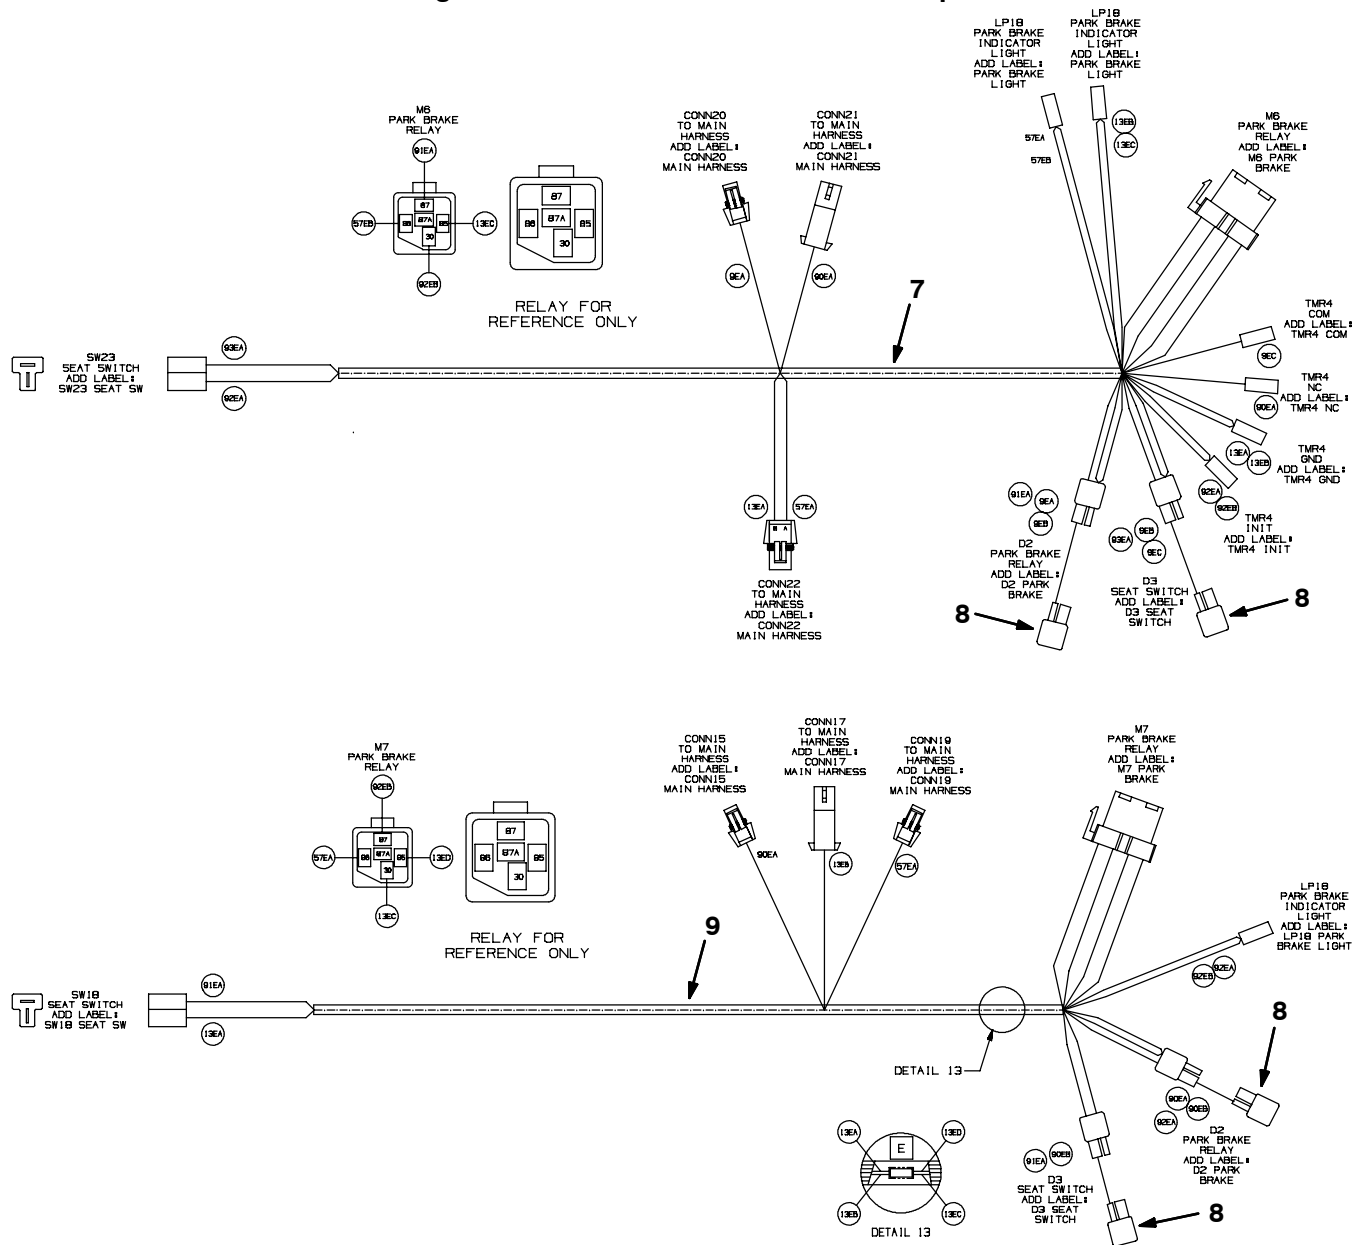 LP18
PARK BRAKE
INDICATOR
LIGHT
ADD LABEL:
PARK BRAKE
LIGHT
LP18
PARK BRAKE
INDICATOR
LIGHT
ADD LABEL:
PARK BRAKE
LIGHT
M6
PARK BRAKE
RELAY
91EA
87
86
87A
85
30
57EB
13EC
92EB
87
86
87A
85
30
RELAY FOR
REFERENCE ONLY
CONN20
TO MAIN
HARNESS
ADD LABEL:
CONN20
MAIN HARNESS
CONN21
TO MAIN
HARNESS
ADD LABEL:
CONN21
MAIN HARNESS
9EA
90EA
57EA
57EB
13EB
13EC
M6
PARK BRAKE
RELAY
ADD LABEL:
M6 PARK
BRAKE
7
SW23
SEAT SWITCH
ADD LABEL:
SW23 SEAT SW
93EA
92EA
TMR4
COM
ADD LABEL:
TMR4 COM
9EC
TMR4
NC
ADD LABEL:
TMR4 NC
90EA
TMR4
GND
ADD LABEL:
TMR4 GND
13EA
13EB
92EA
92EB
TMR4
INIT
ADD LABEL:
TMR4 INIT
13EA
57EA
B A
CONN22
TO MAIN
HARNESS
ADD LABEL:
CONN22
MAIN HARNESS
91EA
9EA
9EB
D2
PARK BRAKE
RELAY
ADD LABEL:
D2 PARK
BRAKE
8
93EA
9EB
9EC
D3
SEAT SWITCH
ADD LABEL:
D3 SEAT
SWITCH
8
M7
PARK BRAKE
RELAY
92EB
87
86
87A
85
30
57EA
13ED
13EC
87
86
87A
85
30
RELAY FOR
REFERENCE ONLY
CONN15
TO MAIN
HARNESS
ADD LABEL:
CONN15
MAIN HARNESS
CONN17
TO MAIN
HARNESS
ADD LABEL:
CONN17
MAIN HARNESS
CONN19
TO MAIN
HARNESS
ADD LABEL:
CONN19
MAIN HARNESS
90EA
13EB
57EA
M7
PARK BRAKE
RELAY
ADD LABEL:
M7 PARK
BRAKE
9
SW18
SEAT SWITCH
ADD LABEL:
SW18 SEAT SW
91EA
13EA
LP18
PARK BRAKE
INDICATOR
LIGHT
ADD LABEL:
LP18 PARK
BRAKE LIGHT
92EB
92EA
DETAIL 13
8
90EA
90EB
92EA
D2
PARK BRAKE
RELAY
ADD LABEL:
D2 PARK
BRAKE
91EA
90EB
D3
SEAT SWITCH
ADD LABEL:
D3 SEAT
SWITCH
8
13EA
13ED
E
13EB
13EC
DETAIL 13